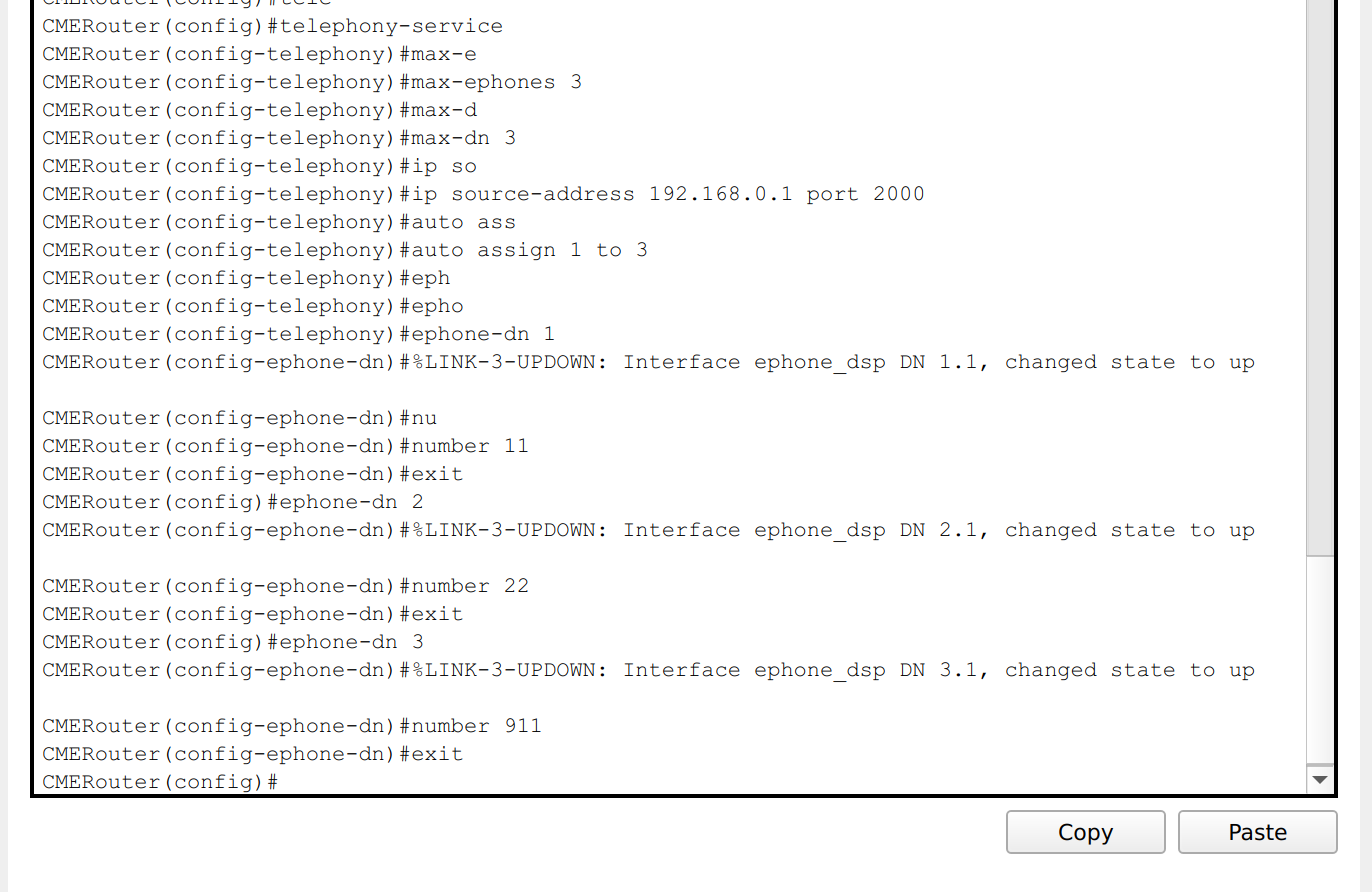 CMERouter(config)#tele
CMERouter(config)#telephony-service
CMERouter(config-telephony)#max-e
CMERouter(config-telephony)#max-ephones 3
CMERouter(config-telephony)#max-d
CMERouter(config-telephony)#max-dn 3
CMERouter(config-telephony)#ip so
CMERouter(config-telephony)#ip source-address 192.168.0.1 port 2000
CMERouter(config-telephony)#auto ass
CMERouter(config-telephony)#auto assign 1 to 3
CMERouter(config-telephony)#eph
CMERouter(config-telephony)#epho
CMERouter(config-telephony)#ephone-dn 1
CMERouter(config-ephone-dn)#%LINK-3-UPDOWN: Interface ephone_dsp DN 1.1, changed state to up
CMERouter(config-ephone-dn)#nu
CMERouter(config-ephone-dn)#number 11
CMERouter(config-ephone-dn)#exit
CMERouter(config)#ephone-dn 2
CMERouter(config-ephone-dn)#%LINK-3-UPDOWN: Interface ephone_dsp DN 2.1, changed state to up
CMERouter(config-ephone-dn)#number 22
CMERouter(config-ephone-dn)#exit
CMERouter(config)#ephone-dn 3
CMERouter(config-ephone-dn)#%LINK-3-UPDOWN: Interface ephone_dsp DN 3.1, changed state to up
CMERouter(config-ephone-dn)#number 911
CMERouter(config-ephone-dn)#exit
CMERouter(config)#
Copy
Paste